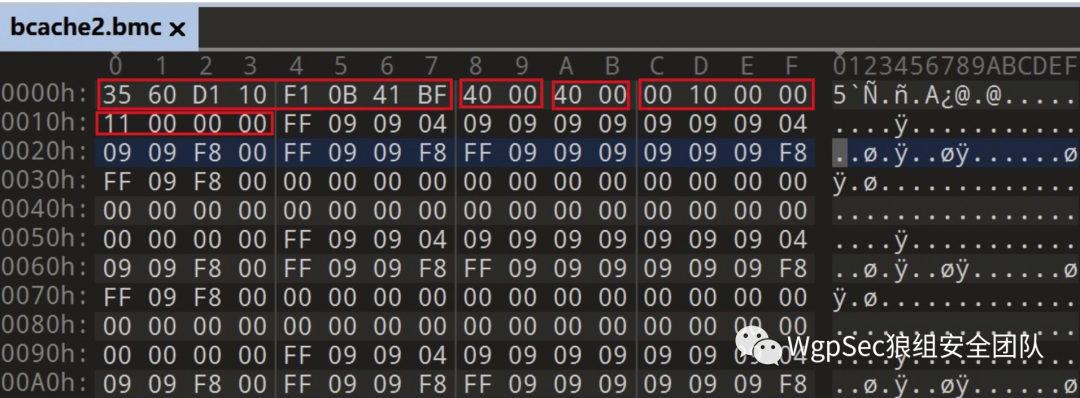 bcache2.bmc ×
0 1 2 3 4 5 6 7 8 9 A B C D E F 0123456789ABCDEF
0000h: 35 60 D1 10 F1 0B 41 BF 40 00 40 00 00 10 00 00 5`Ñ.ñ.A¿@.@.....
0010h: 11 00 00 00 FF 09 09 04 09 09 09 09 09 09 09 04 ....ÿ...........
0020h: 09 09 F8 00 FF 09 09 F8 FF 09 09 09 09 09 09 F8 ..ø.ÿ..øÿ......ø
0030h: FF 09 F8 00 00 00 00 00 00 00 00 00 00 00 00 00 ÿ.ø.............
0040h: 00 00 00 00 00 00 00 00 00 00 00 00 00 00 00 00 ................
0050h: 00 00 00 00 FF 09 09 04 09 09 09 09 09 09 09 04 ....ÿ...........
0060h: 09 09 F8 00 FF 09 09 F8 FF 09 09 09 09 09 09 F8 ..ø.ÿ..øÿ......ø
0070h: FF 09 F8 00 00 00 00 00 00 00 00 00 00 00 00 00 ÿ.ø.............
0080h: 00 00 00 00 00 00 00 00 00 00 00 00 00 00 00 00 ................
0090h: 00 00 00 00 FF 09 09 04 09 09 09 09 09 09 04
WgpSec狼组安全团队
00A0h: 09 09 F8 00 FF 09 09 F8 FF 09 09 09 09 09 09 F8 ..ø.ÿ..øÿ......ø